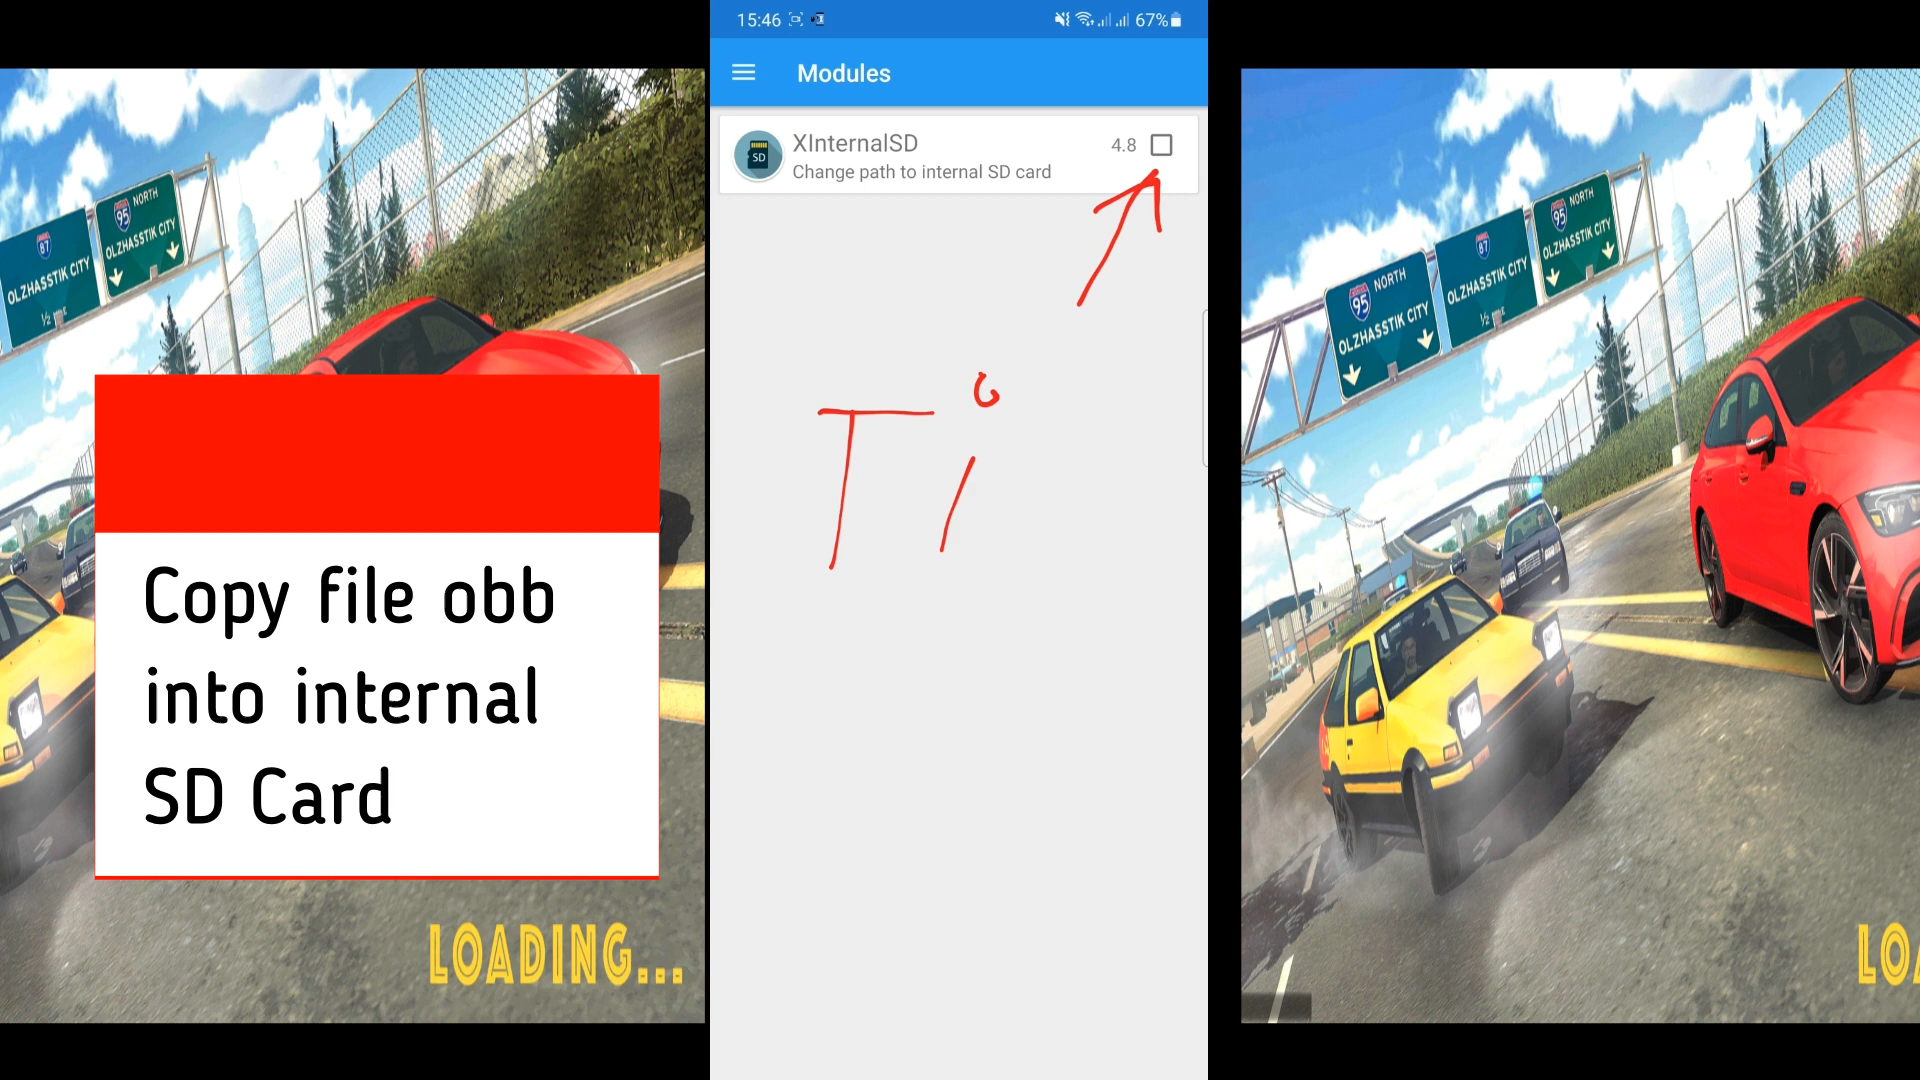 NORTH
95
OLZHASSTIK CITY
87
OLZHASSTIK CITY
1/2
Copy file obb
into internal
SD Card
LOADING...
15:46
67%
Modules
SD
XInternalSD
4.8
Change path to internal SD card
Ti
NORTH
95
OLZHASSTIK CITY
87
OLZHASSTIK CITY
1/2
NORTH
95
OLZHASSTIK CITY
LOA